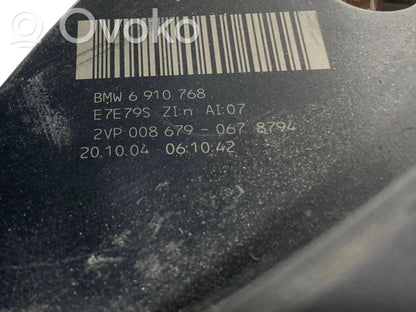 Ovoko
BMW 6 910 768
E7E79S ZI:n AI:07
2VP 008 679 - 067 8794
20.10.04 06:10:42